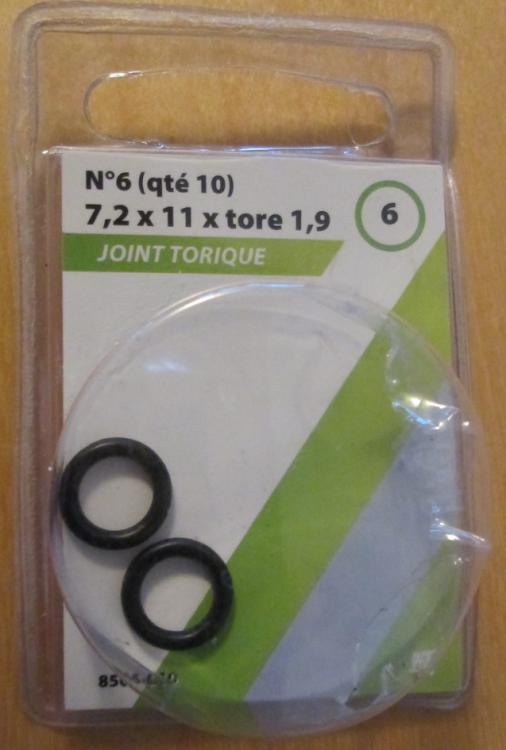 N°6 (qté 10)
7,2 x 11 x tore 1,9
6
JOINT TORIQUE